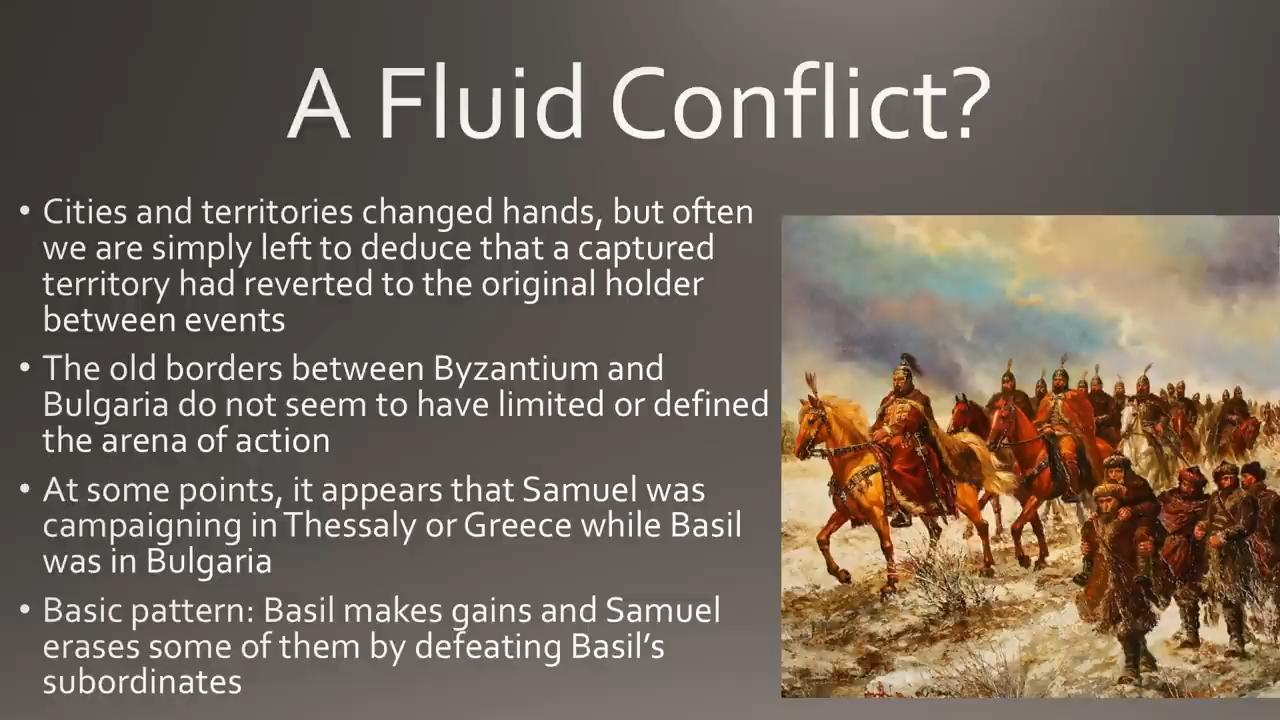 A Fluid Conflict?
• Cities and territories changed hands, but often
we are simply left to deduce that a captured
territory had reverted to the original holder
between events
• The old borders between Byzantium and
Bulgaria do not seem to have limited or defined
the arena of action
• At some points, it appears that Samuel was
campaigning in Thessaly or Greece while Basil
was in Bulgaria
• Basic pattern: Basil makes gains and Samuel
erases some of them by defeating Basil’s
subordinates